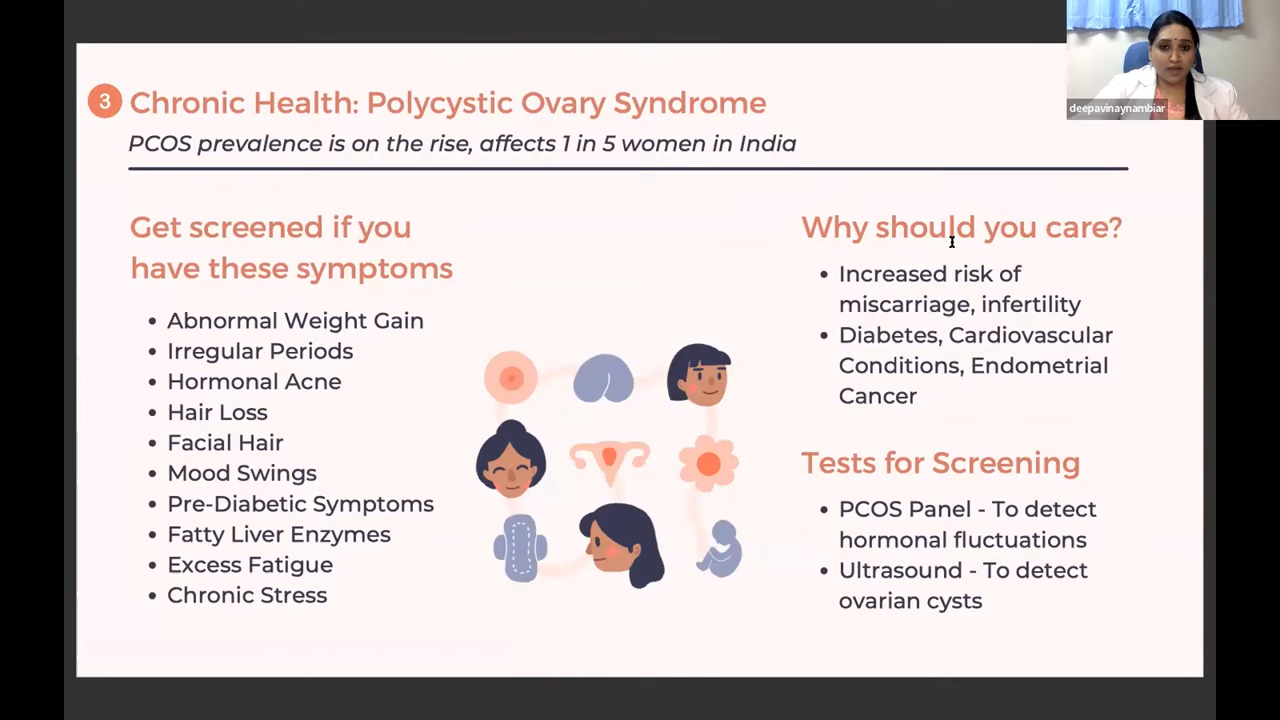 3
Chronic Health: Polycystic Ovary Syndrome
PCOS prevalence is on the rise, affects 1 in 5 women in India
Get screened if you
have these symptoms
• Abnormal Weight Gain
• Irregular Periods
• Hormonal Acne
• Hair Loss
• Facial Hair
• Mood Swings
• Pre-Diabetic Symptoms
• Fatty Liver Enzymes
• Excess Fatigue
• Chronic Stress
Why should you care?
• Increased risk of
miscarriage, infertility
• Diabetes, Cardiovascular
Conditions, Endometrial
Cancer
Tests for Screening
• PCOS Panel - To detect
hormonal fluctuations
• Ultrasound - To detect
ovarian cysts
deepavinaynambiar